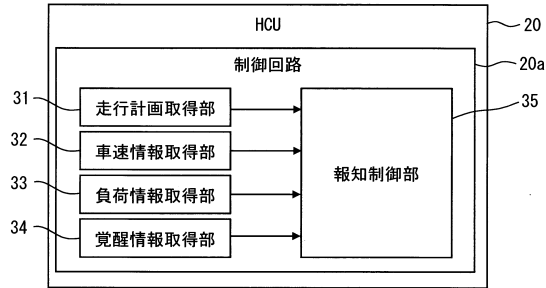 HCU
20
制御回路
20a
31
走行計画取得部
35
32
車速情報取得部
報知制御部
33
負荷情報取得部
34
覚醒情報取得部